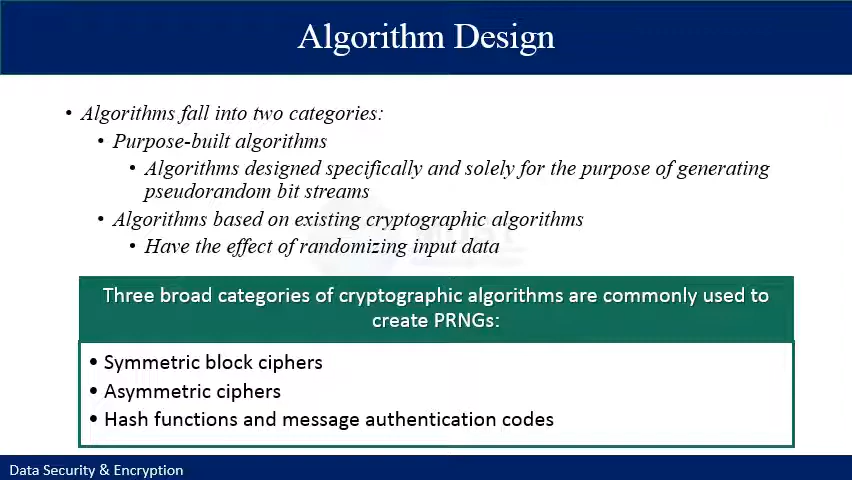 Algorithm Design
• Algorithms fall into two categories:
• Purpose-built algorithms
• Algorithms designed specifically and solely for the purpose of generating
pseudorandom bit streams
• Algorithms based on existing cryptographic algorithms
• Have the effect of randomizing input data
Three broad categories of cryptographic algorithms are commonly used to
create PRNGs:
• Symmetric block ciphers
• Asymmetric ciphers
• Hash functions and message authentication codes
Data Security & Encryption